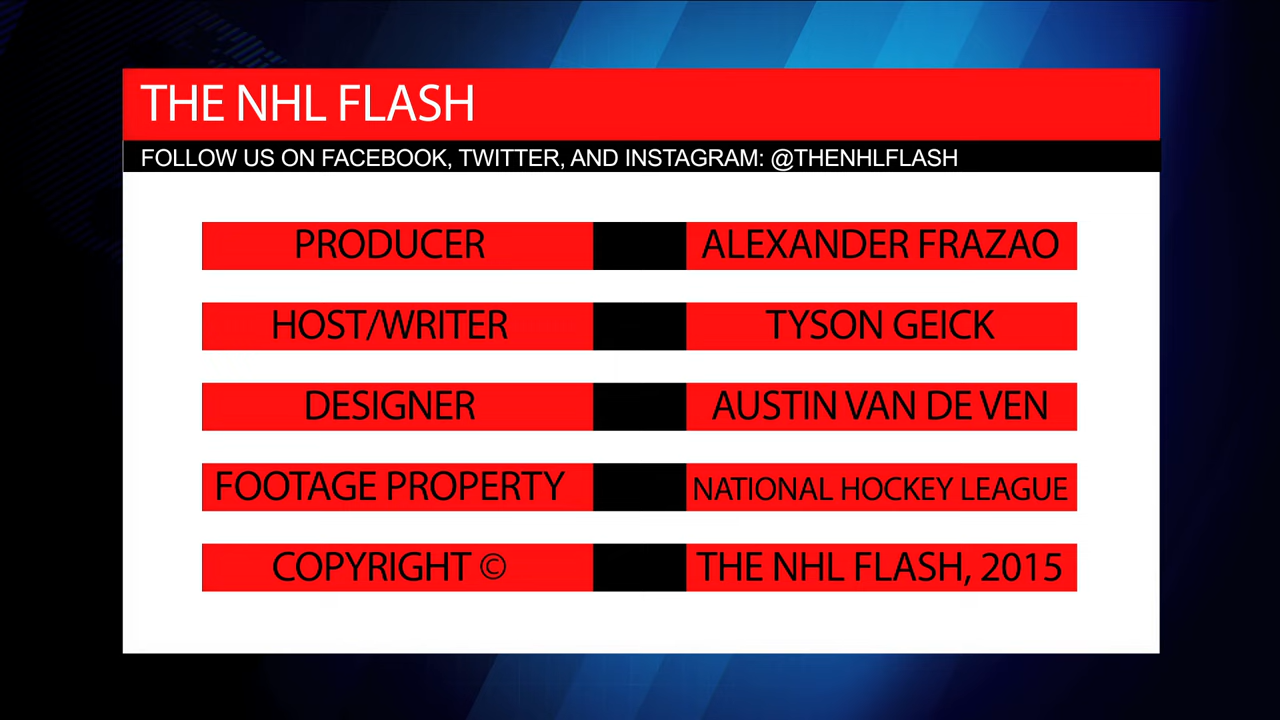 THE NHL FLASH
FOLLOW US ON FACEBOOK, TWITTER, AND INSTAGRAM: @THENHLFLASH
PRODUCER ALEXANDER FRAZAO
HOST/WRITER TYSON GEICK
DESIGNER AUSTIN VAN DE VEN
FOOTAGE PROPERTY NATIONAL HOCKEY LEAGUE
COPYRIGHT © THE NHL FLASH, 2015